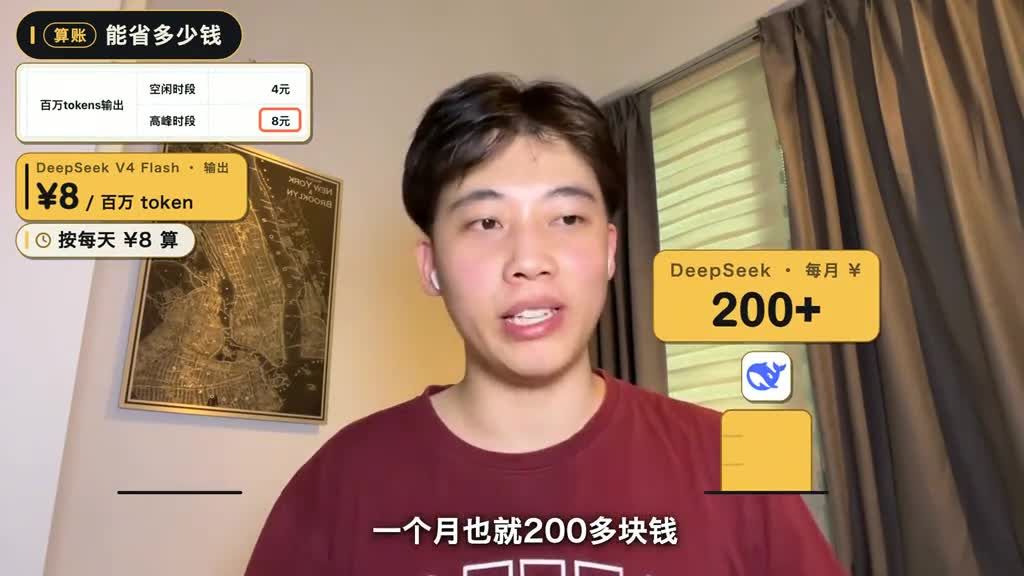 算账 能省多少钱
百万tokens输出
空闲时段 4元
高峰时段 8元
DeepSeek V4 Flash · 输出
¥8 / 百万 token
按每天 ¥8 算
NEW YORK
BROOKLYN
DeepSeek · 每月 ¥
200+
一个月也就200多块钱